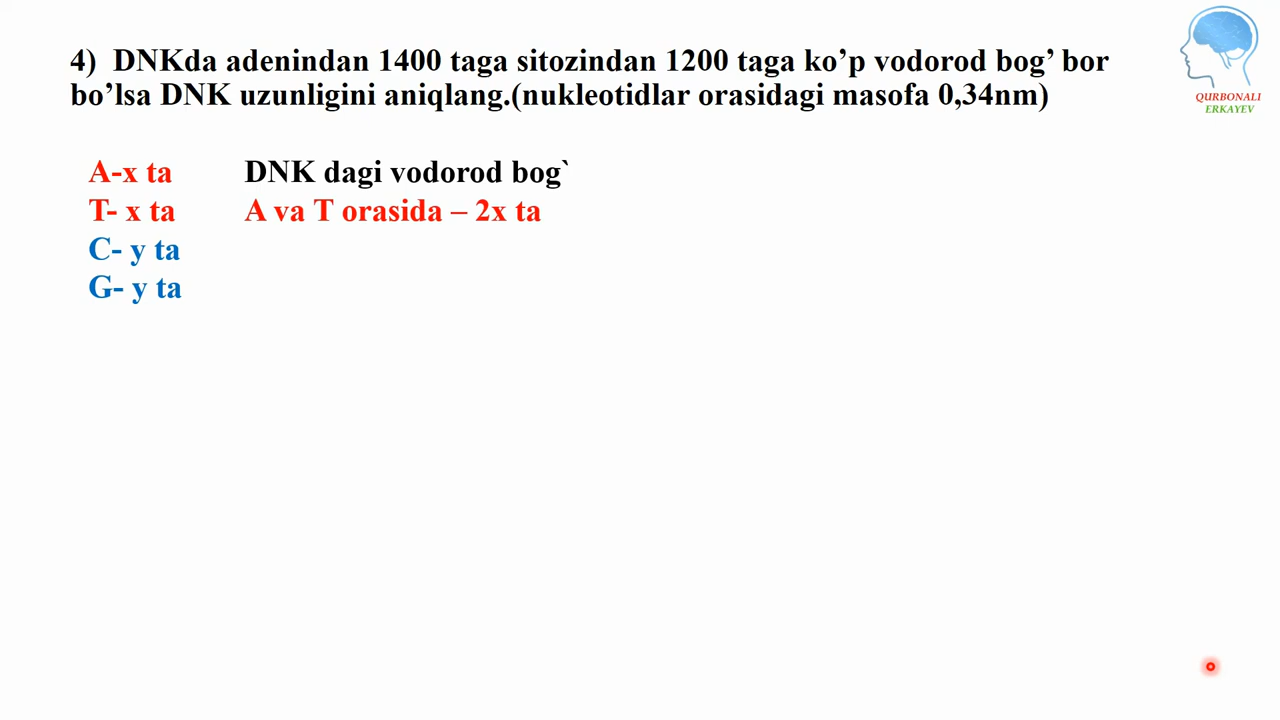 4) DNKda adenindan 1400 taga sitozindan 1200 taga ko’p vodorod bog’ bor
bo’lsa DNK uzunligini aniqlang.(nukleotidlar orasidagi masofa 0,34nm)
QURBONALI
ERKAYEV
A-x ta DNK dagi vodorod bog`
T- x ta A va T orasida – 2x ta
C- y ta
G- y ta